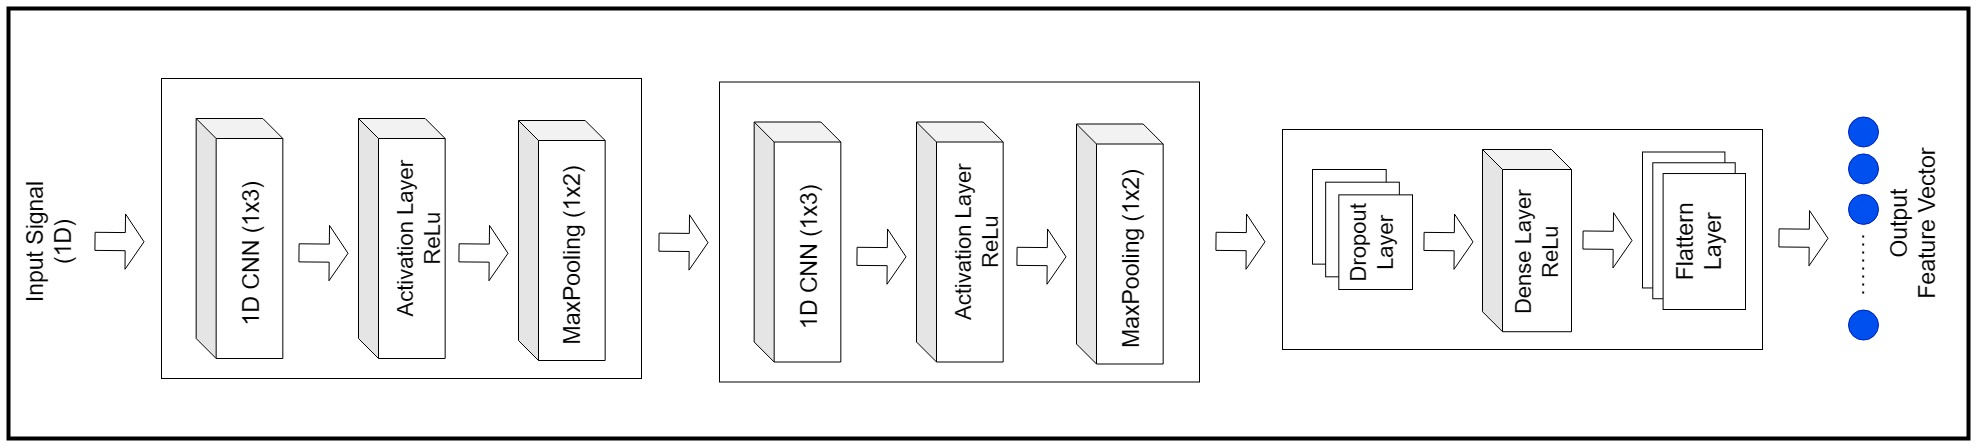 Input Signal
(1D)
1D CNN (1x3)
Activation Layer
ReLu
MaxPooling (1x2)
1D CNN (1x3)
Activation Layer
ReLu
MaxPooling (1x2)
Dropout
Layer
Dense Layer
ReLu
Flatten
Layer
Output
Feature Vector